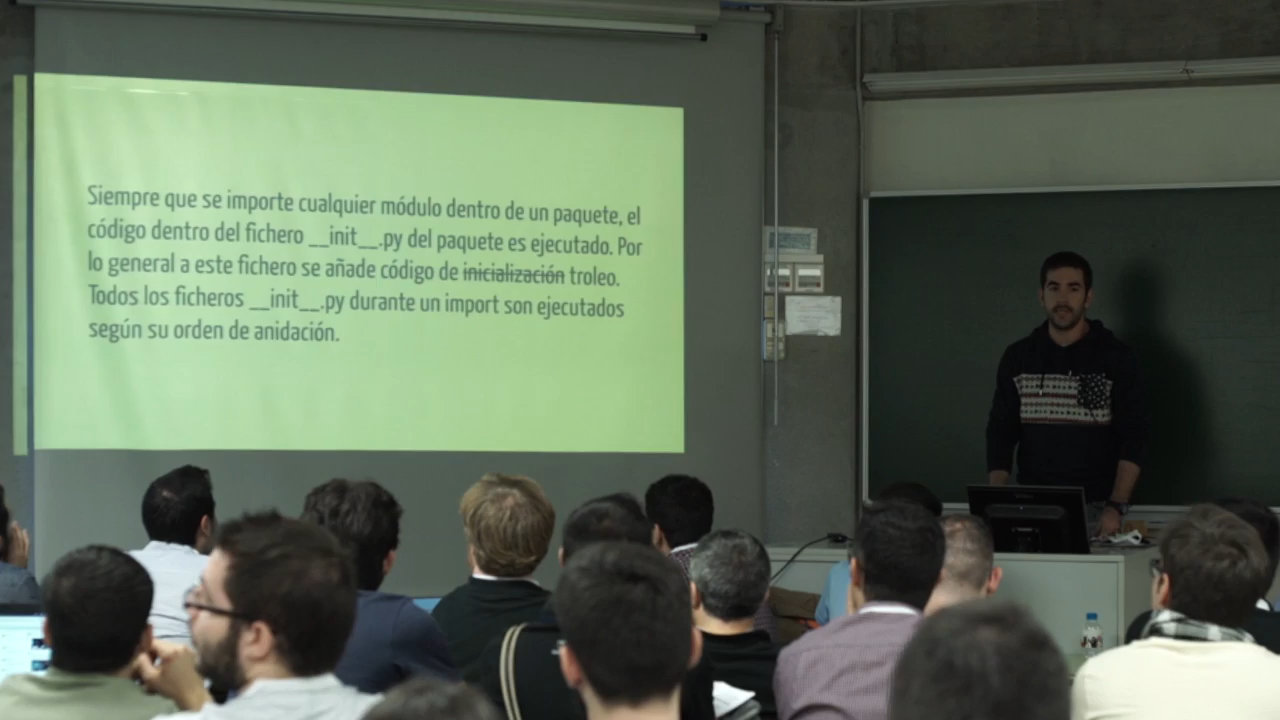 Siempre que se importe cualquier módulo dentro de un paquete, el
código dentro del fichero __init__.py del paquete es ejecutado. Por
lo general a este fichero se añade código de inicialización troleo.
Todos los ficheros __init__.py durante un import son ejecutados
según su orden de anidación.